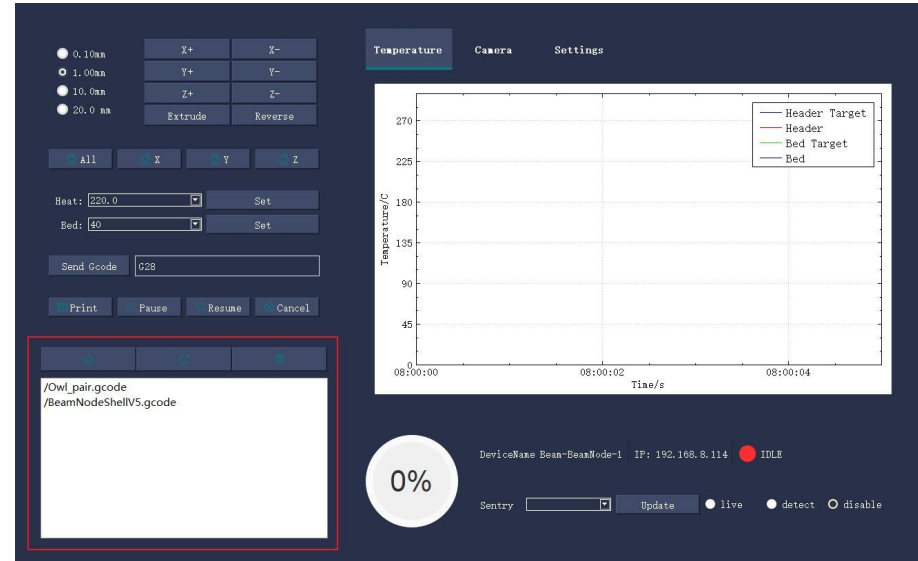 0.10mm
X+
X-
1.00mm
Y+
Y-
10.0mm
Z+
Z-
20.0 mm
Extrude
Reverse
All
X
Y
Z
Heat: 220.0
Set
Bed: 40
Set
Send Gcode
G28
Print
Pause
Resume
Cancel
/Owl_pair.gcode
/BeamNodeShellV5.gcode
Temperature
Camera
Settings
Header Target
Header
Bed Target
Bed
Temperature/C
270
225
180
135
90
45
0
08:00:00
08:00:02
08:00:04
Time/s
0%
DeviceName Beam-BeamNode-1 IP: 192.168.8.114 IDLE
Sentry
Update
live
detect
disable